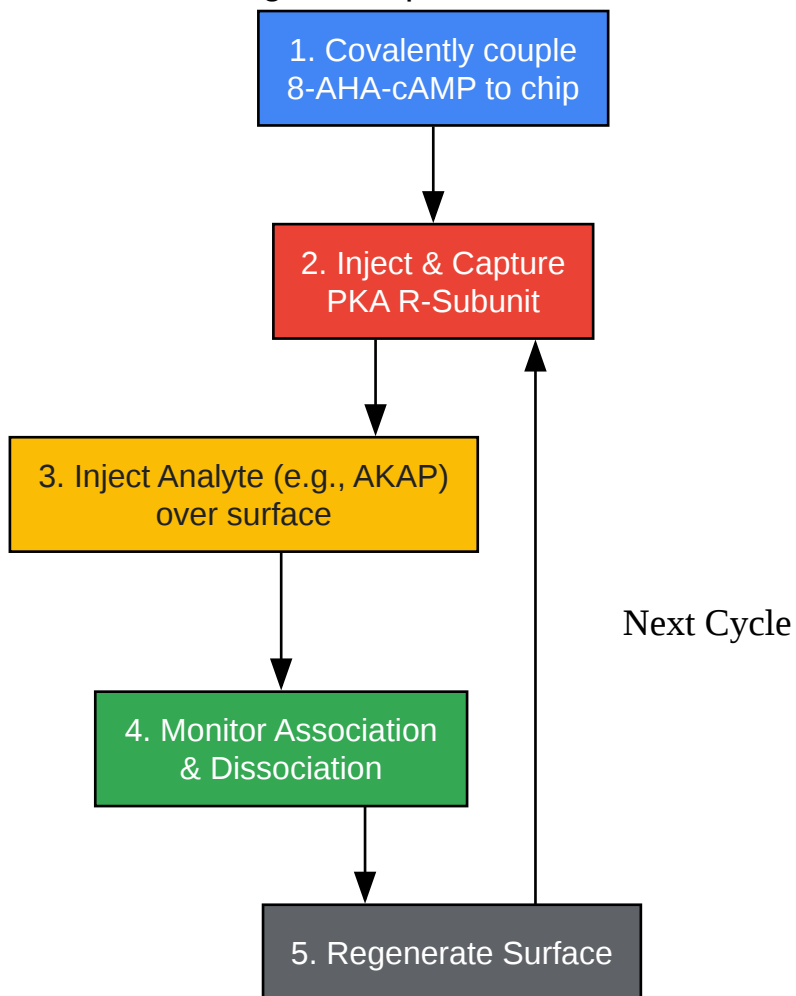 1. Covalently couple
8-AHA-cAMP to chip
2. Inject & Capture
PKA R-Subunit
3. Inject Analyte (e.g., AKAP)
over surface
Next Cycle
4. Monitor Association
& Dissociation
5. Regenerate Surface